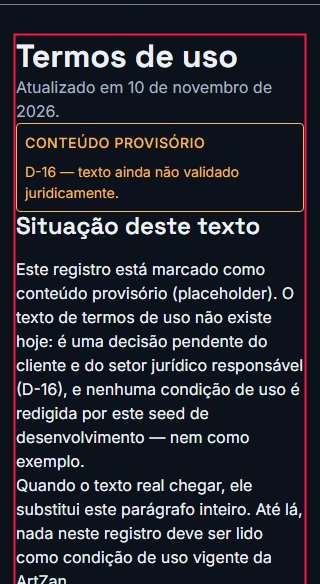 Termos de uso
Atualizado em 10 de novembro de
2026.
CONTEÚDO PROVISÓRIO
D-16 — texto ainda não validado
juridicamente.
Situação deste texto
Este registro está marcado como
conteúdo provisório (placeholder). O
texto de termos de uso não existe
hoje: é uma decisão pendente do
cliente e do setor jurídico responsável
(D-16), e nenhuma condição de uso é
redigida por este seed de
desenvolvimento — nem como
exemplo.
Quando o texto real chegar, ele
substitui este parágrafo inteiro. Até lá,
nada neste registro deve ser lido
como condição de uso vigente da
ArtZan